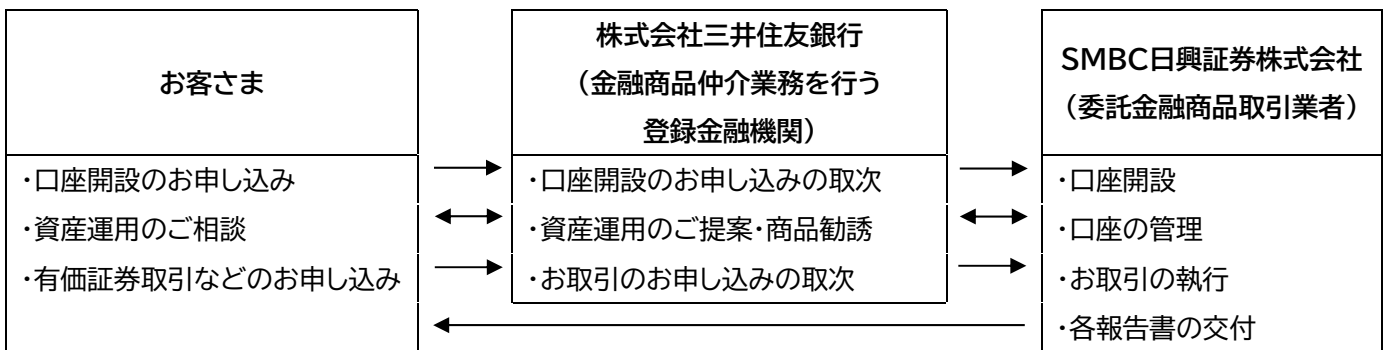 お客さま
株式会社三井住友銀行
（金融商品仲介業務を行う
登録金融機関）
SMBC日興証券株式会社
（委託金融商品取引業者）
・口座開設のお申し込み
・資産運用のご相談
・有価証券取引などのお申し込み
・口座開設のお申し込みの取次
・資産運用のご提案・商品勧誘
・お取引のお申し込みの取次
・口座開設
・口座の管理
・お取引の執行
・各報告書の交付